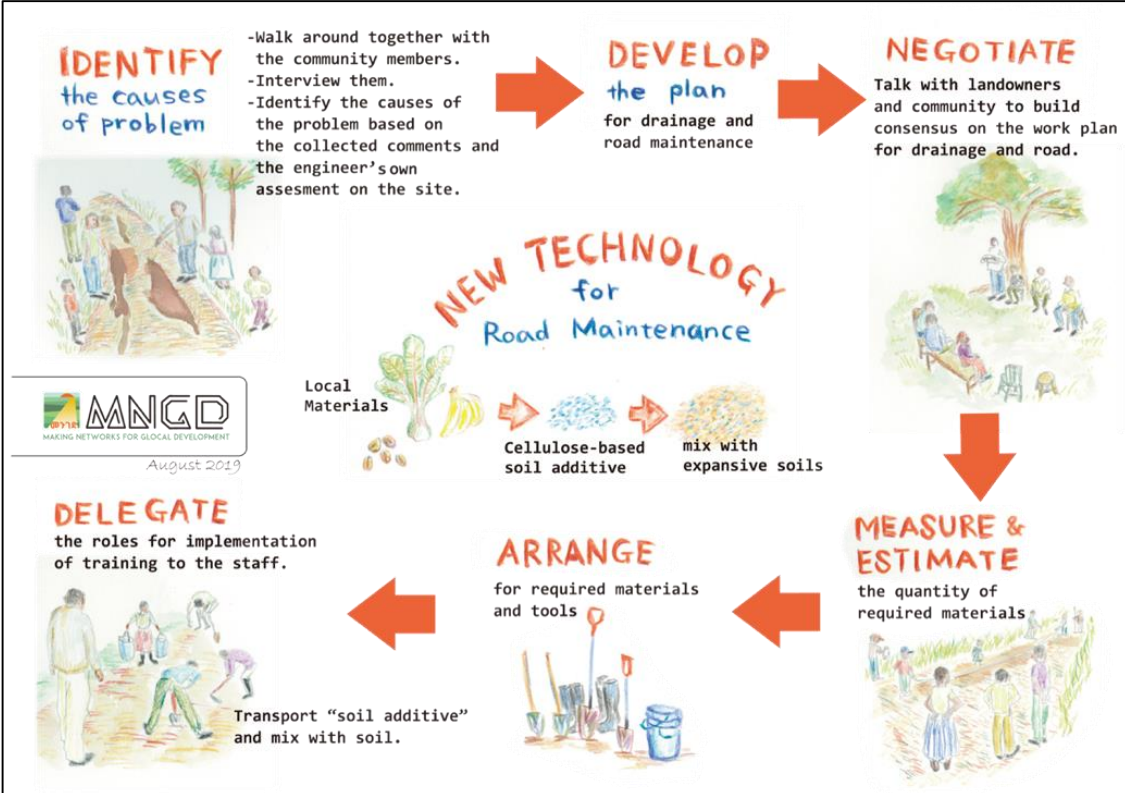 IDENTIFY
the causes
of problem
-Walk around together with
the community members.
-Interview them.
-Identify the causes of
the problem based on
the collected comments and
the engineer's own
assesment on the site.
DEVELOP
the plan
for drainage and
road maintenance
NEGOTIATE
Talk with landowners
and community to build
consensus on the work plan
for drainage and road.
NEW TECHNOLOGY
for
Road Maintenance
Local
Materials
Cellulose-based
soil additive
mix with
expansive soils
MNGD
MAKING NETWORKS FOR GLOCAL DEVELOPMENT
August 2019
MEASURE &
ESTIMATE
the quantity of
required materials
ARRANGE
for required materials
and tools
DELEGATE
the roles for implementation
of training to the staff.
Transport “soil additive”
and mix with soil.